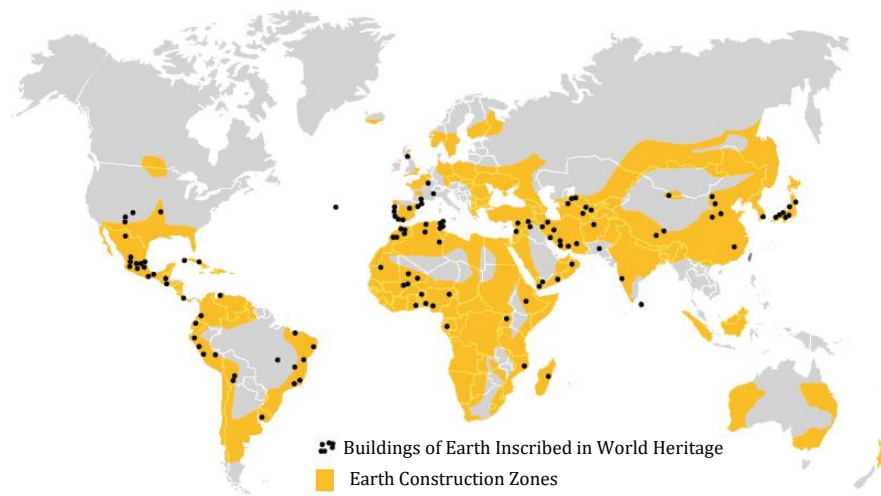 Buildings of Earth Inscribed in World Heritage
Earth Construction Zones